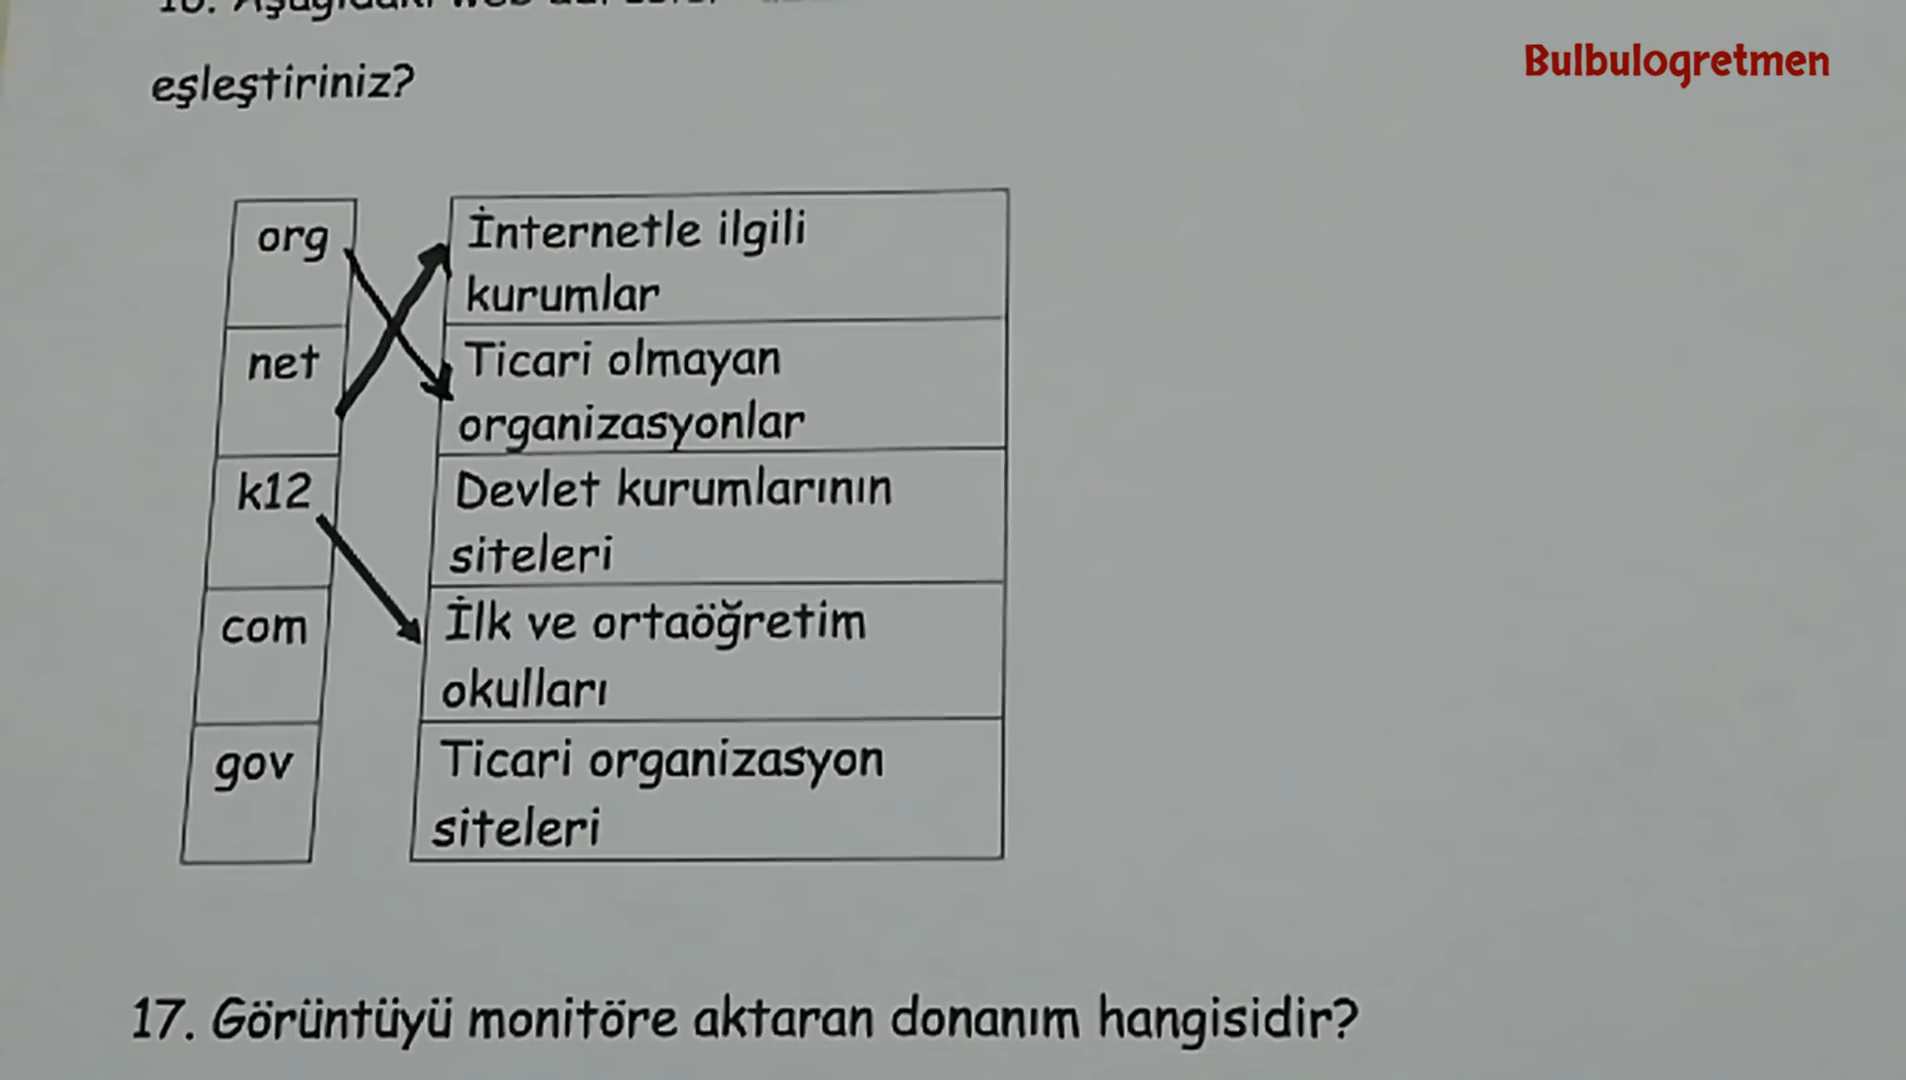 eşleştiriniz?
Bulbulogretmen
org
İnternetle ilgili
kurumlar
net
Ticari olmayan
organizasyonlar
k12
Devlet kurumlarının
siteleri
com
İlk ve ortaöğretim
okulları
gov
Ticari organizasyon
siteleri
17. Görüntüyü monitöre aktaran donanım hangisidir?